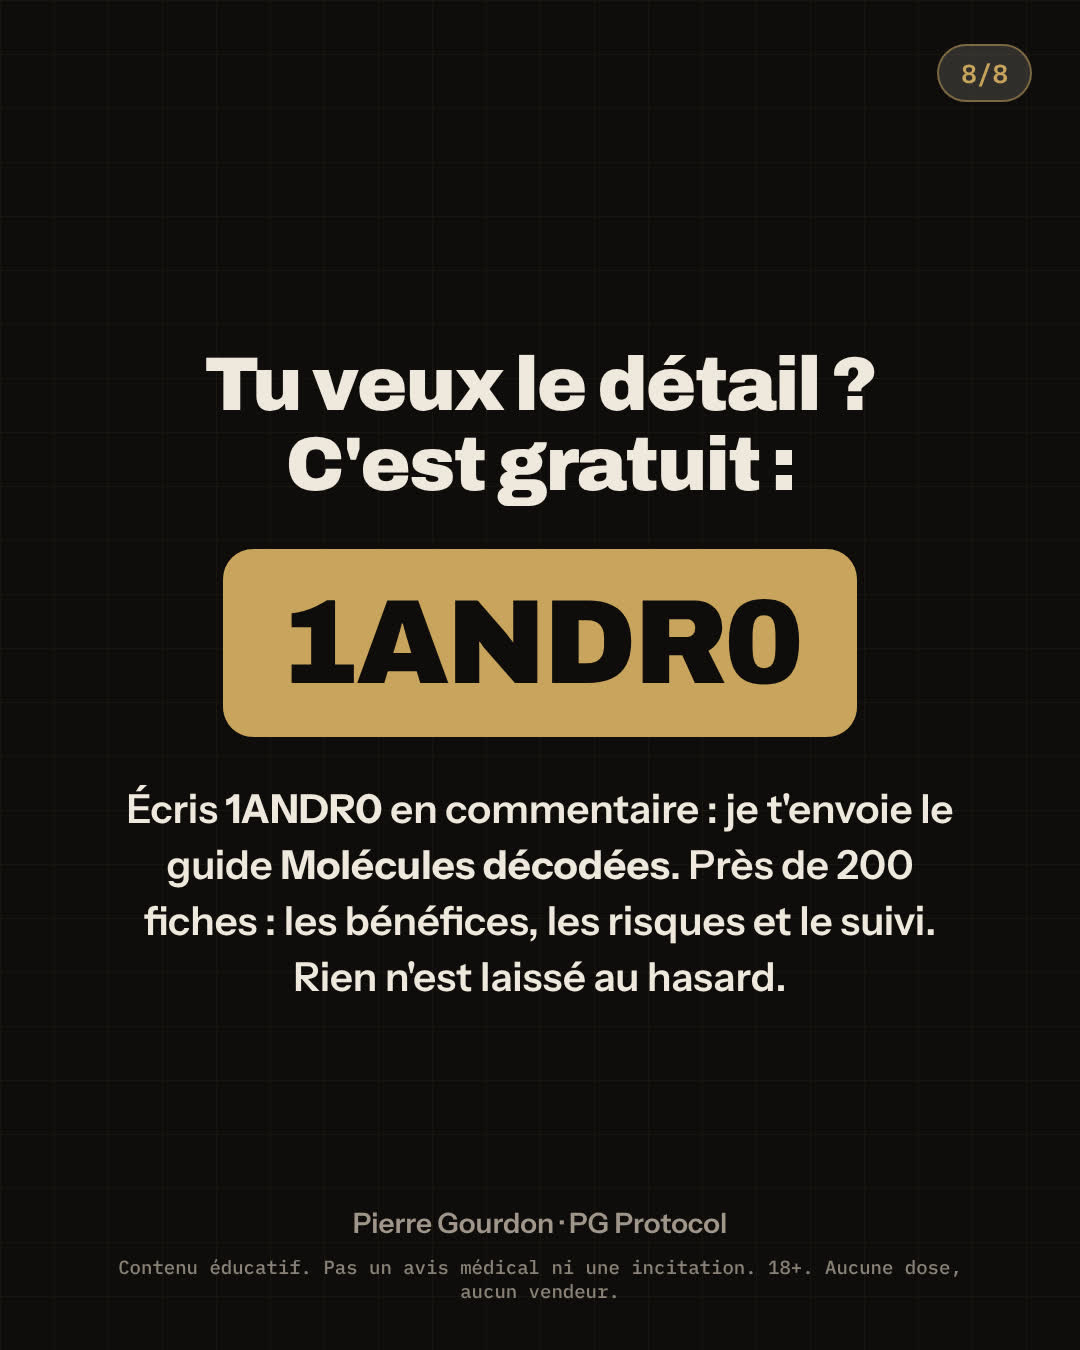 8/8
Tu veux le détail ?
C'est gratuit :
1ANDR0
Écris 1ANDR0 en commentaire : je t'envoie le
guide Molécules décodées. Près de 200
fiches : les bénéfices, les risques et le suivi.
Rien n'est laissé au hasard.
Pierre Gourdon · PG Protocol
Contenu éducatif. Pas un avis médical ni une incitation. 18+. Aucune dose,
aucun vendeur.